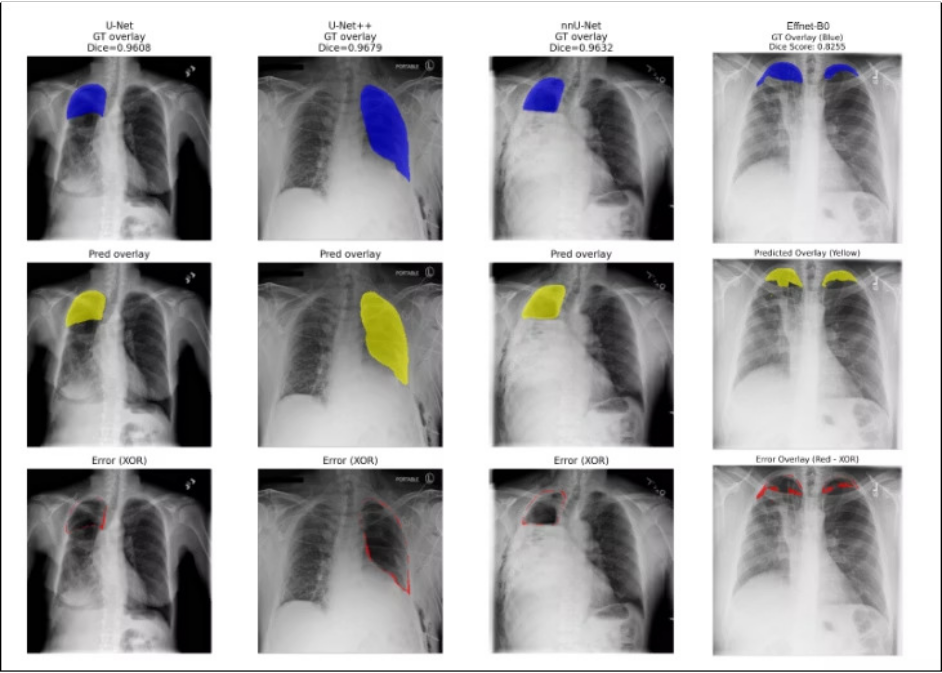 U-Net
GT overlay
Dice=0.9608
U-Net++
GT overlay
Dice=0.9679
nnU-Net
GT overlay
Dice=0.9632
Effnet-B0
GT Overlay (Blue)
Dice Score: 0.8255
PORTABLE L
Pred overlay
Pred overlay
Pred overlay
Predicted Overlay (Yellow)
PORTABLE L
Error (XOR)
Error (XOR)
Error (XOR)
Error Overlay (Red - XOR)
PORTABLE L